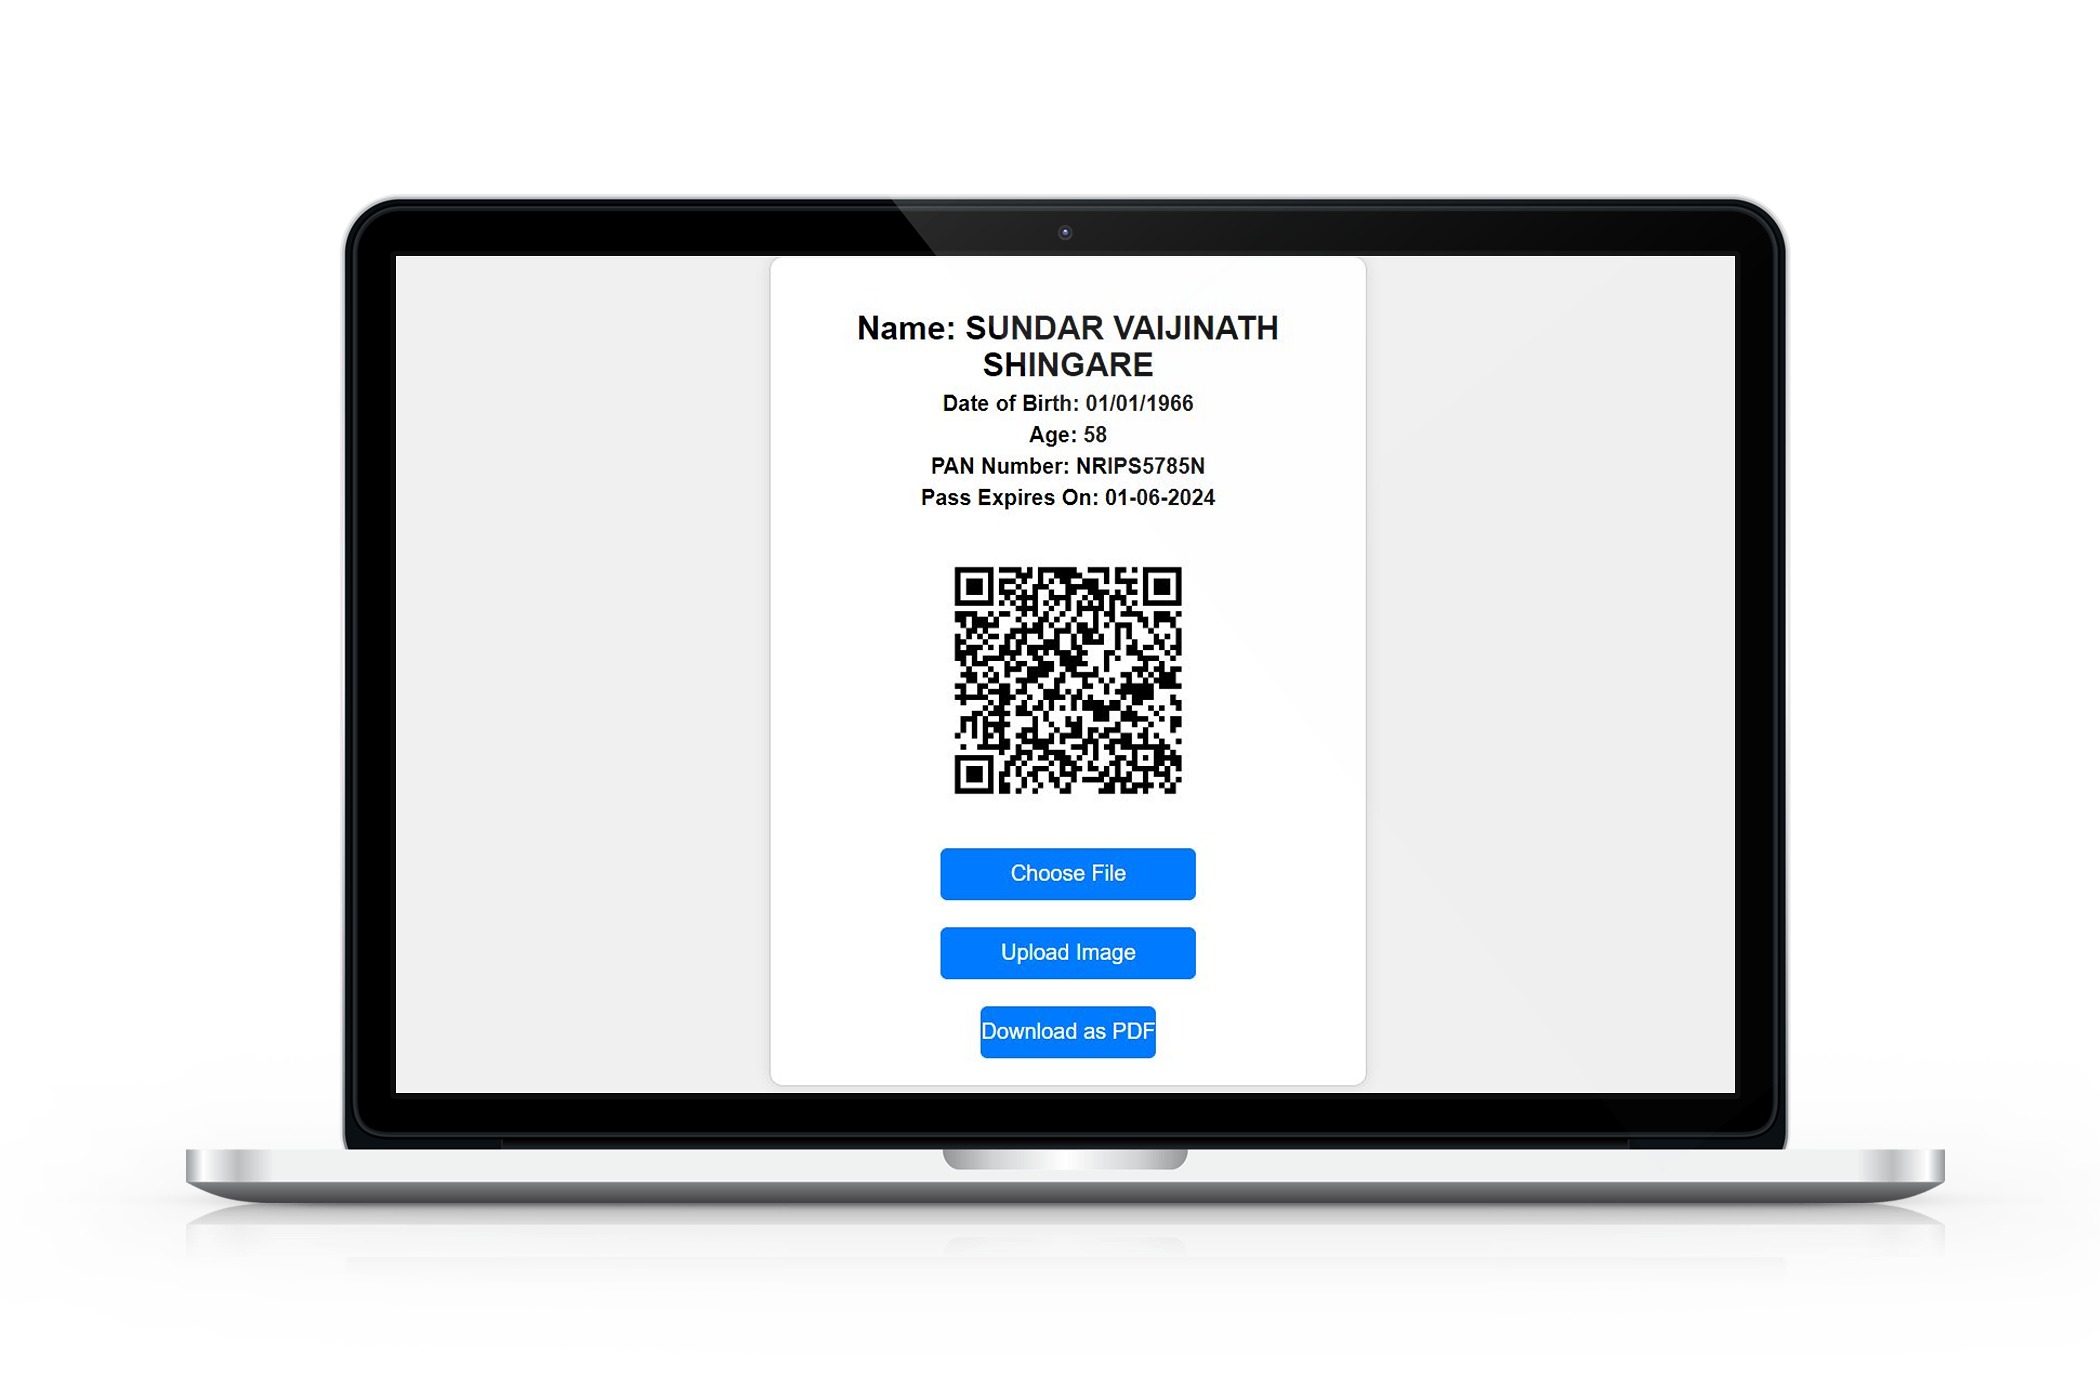 Name: SUNDAR VAIJINATH
SHINGARE
Date of Birth: 01/01/1966
Age: 58
PAN Number: NRIPS5785N
Pass Expires On: 01-06-2024
Choose File
Upload Image
Download as PDF